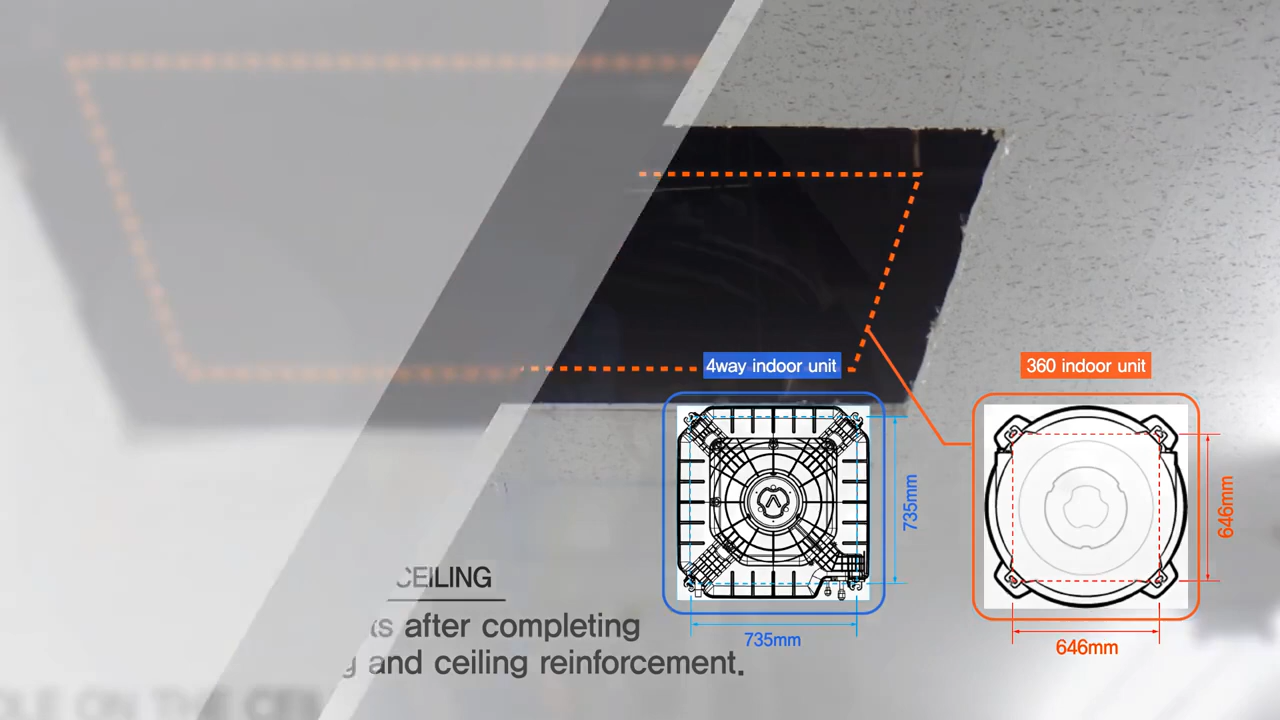 4way indoor unit
360 indoor unit
735mm
646mm
735mm
646mm
CEILING
after completing
and ceiling reinforcement.